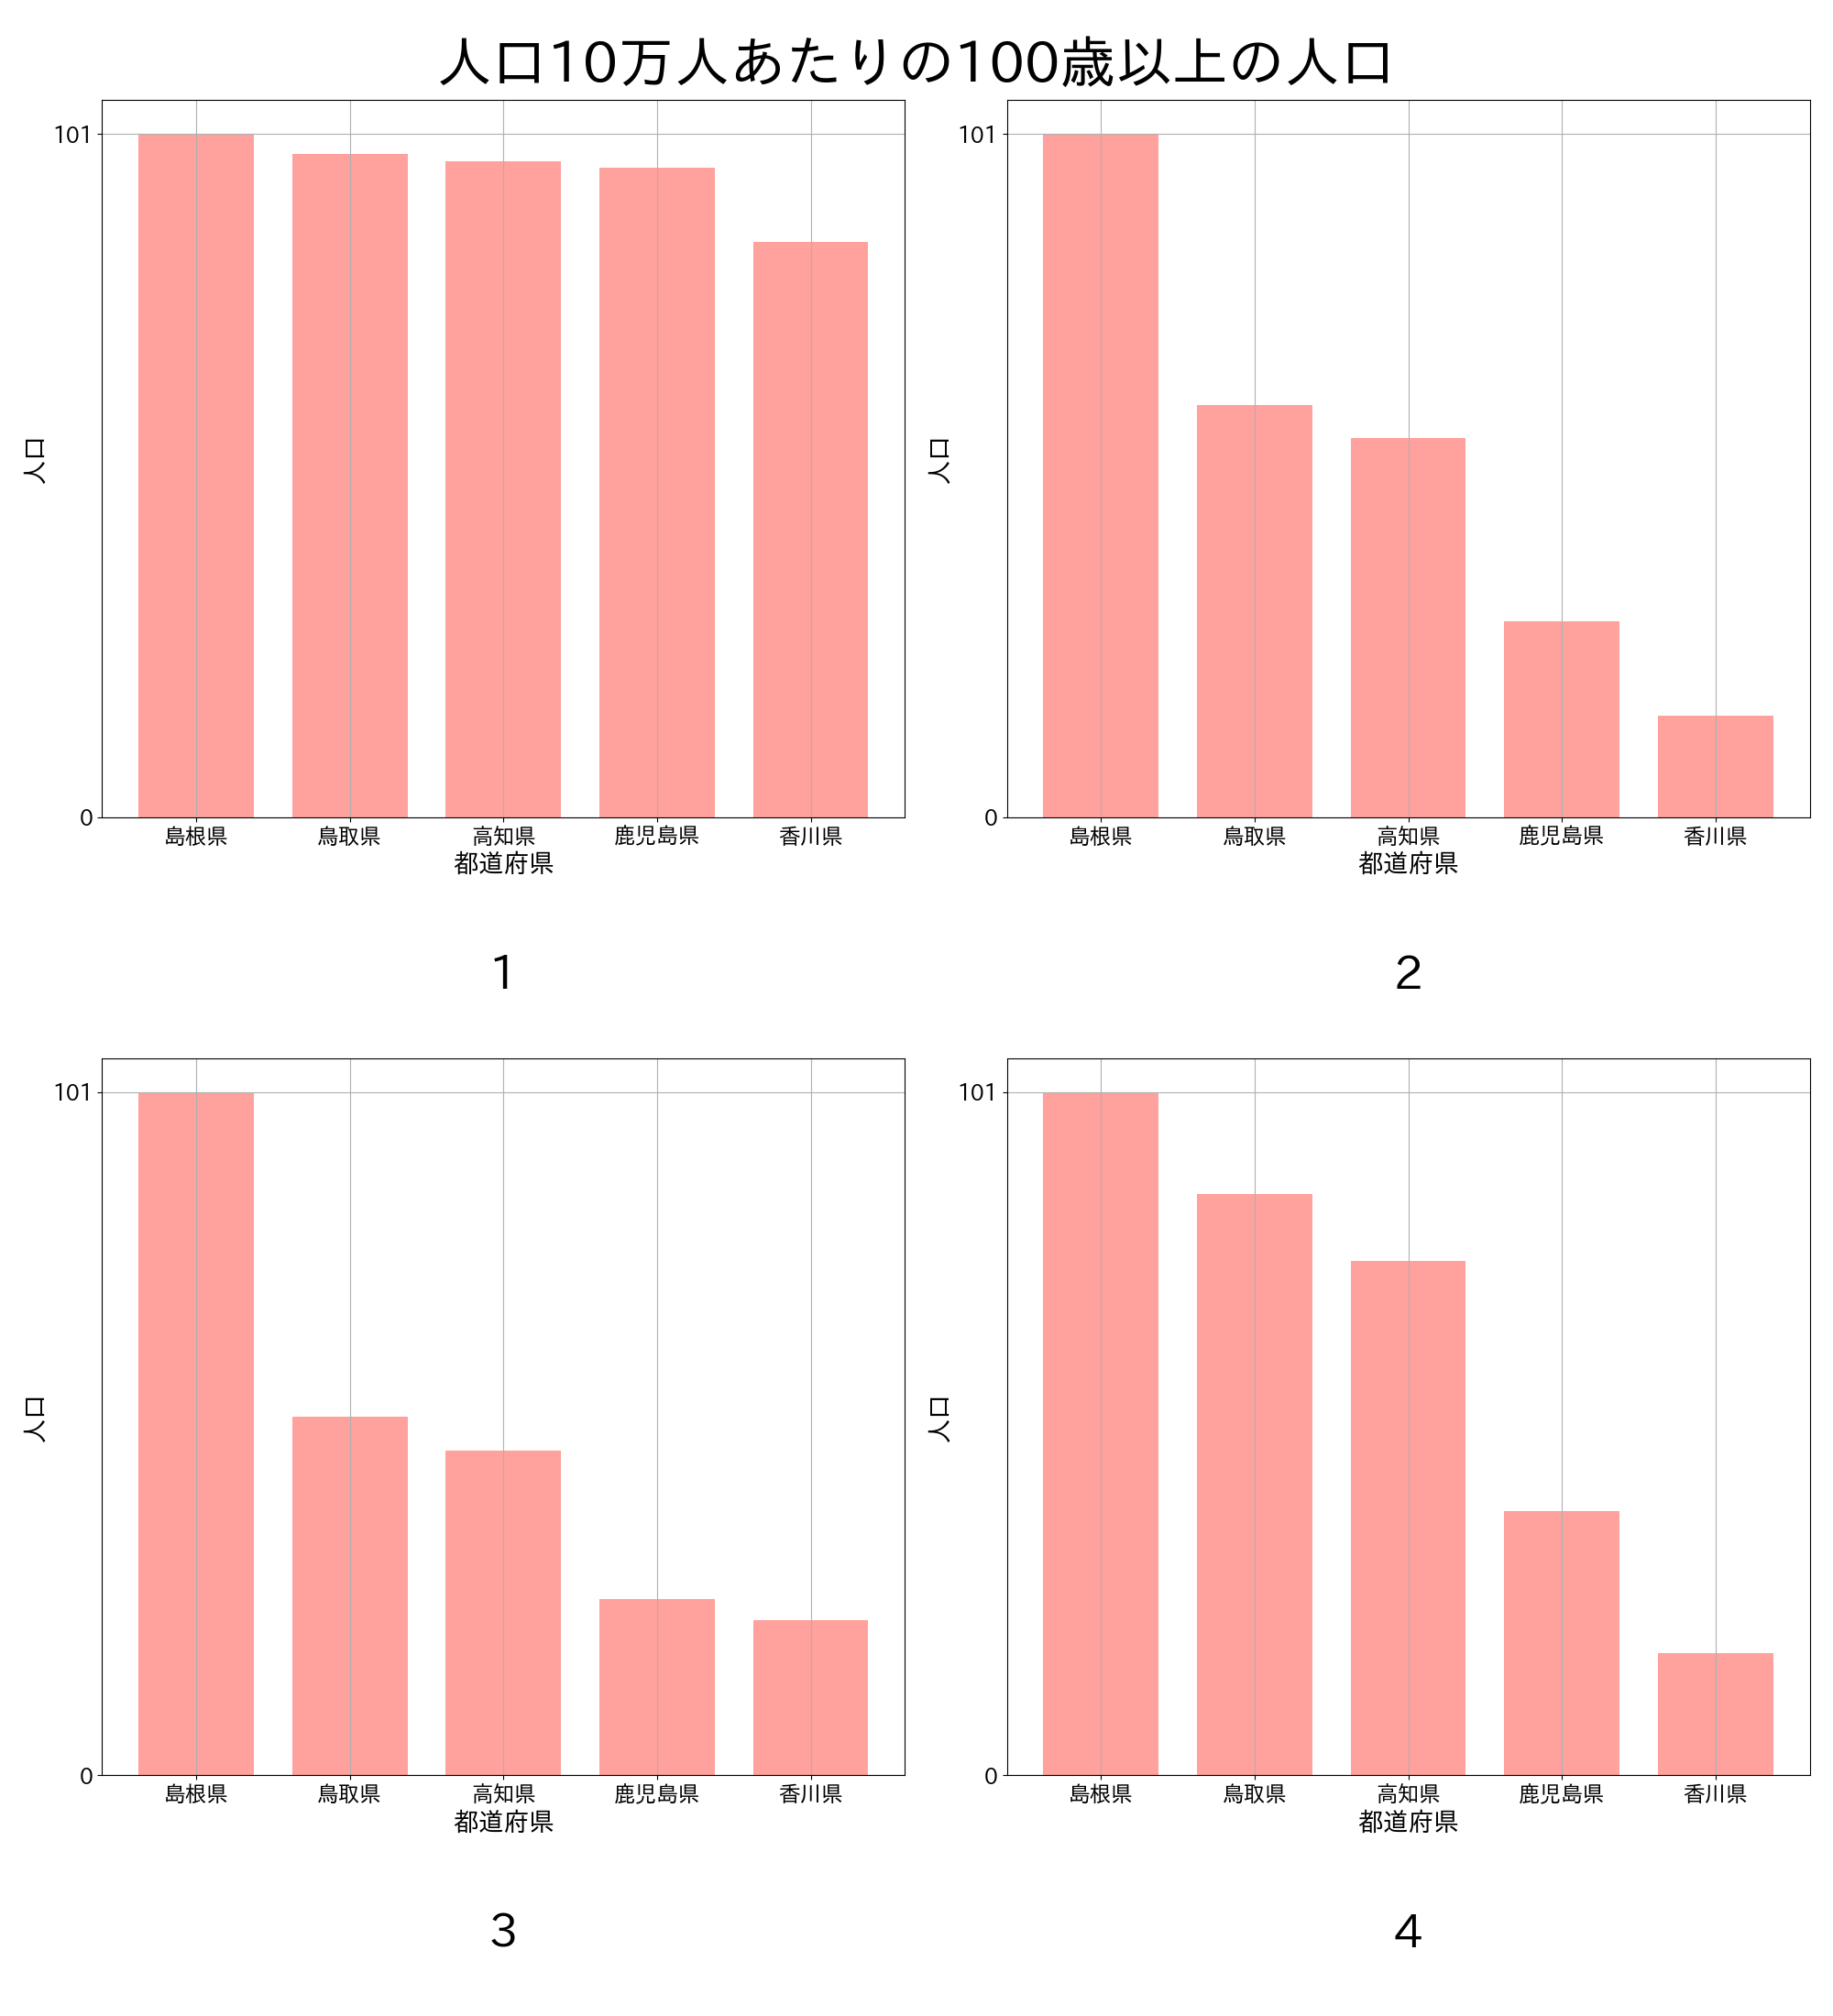 人口10万人あたりの100歳以上の人口
人口
101
0
島根県 鳥取県 高知県 鹿児島県 香川県
都道府県
1
人口
101
0
島根県 鳥取県 高知県 鹿児島県 香川県
都道府県
2
人口
101
0
島根県 鳥取県 高知県 鹿児島県 香川県
都道府県
3
人口
101
0
島根県 鳥取県 高知県 鹿児島県 香川県
都道府県
4